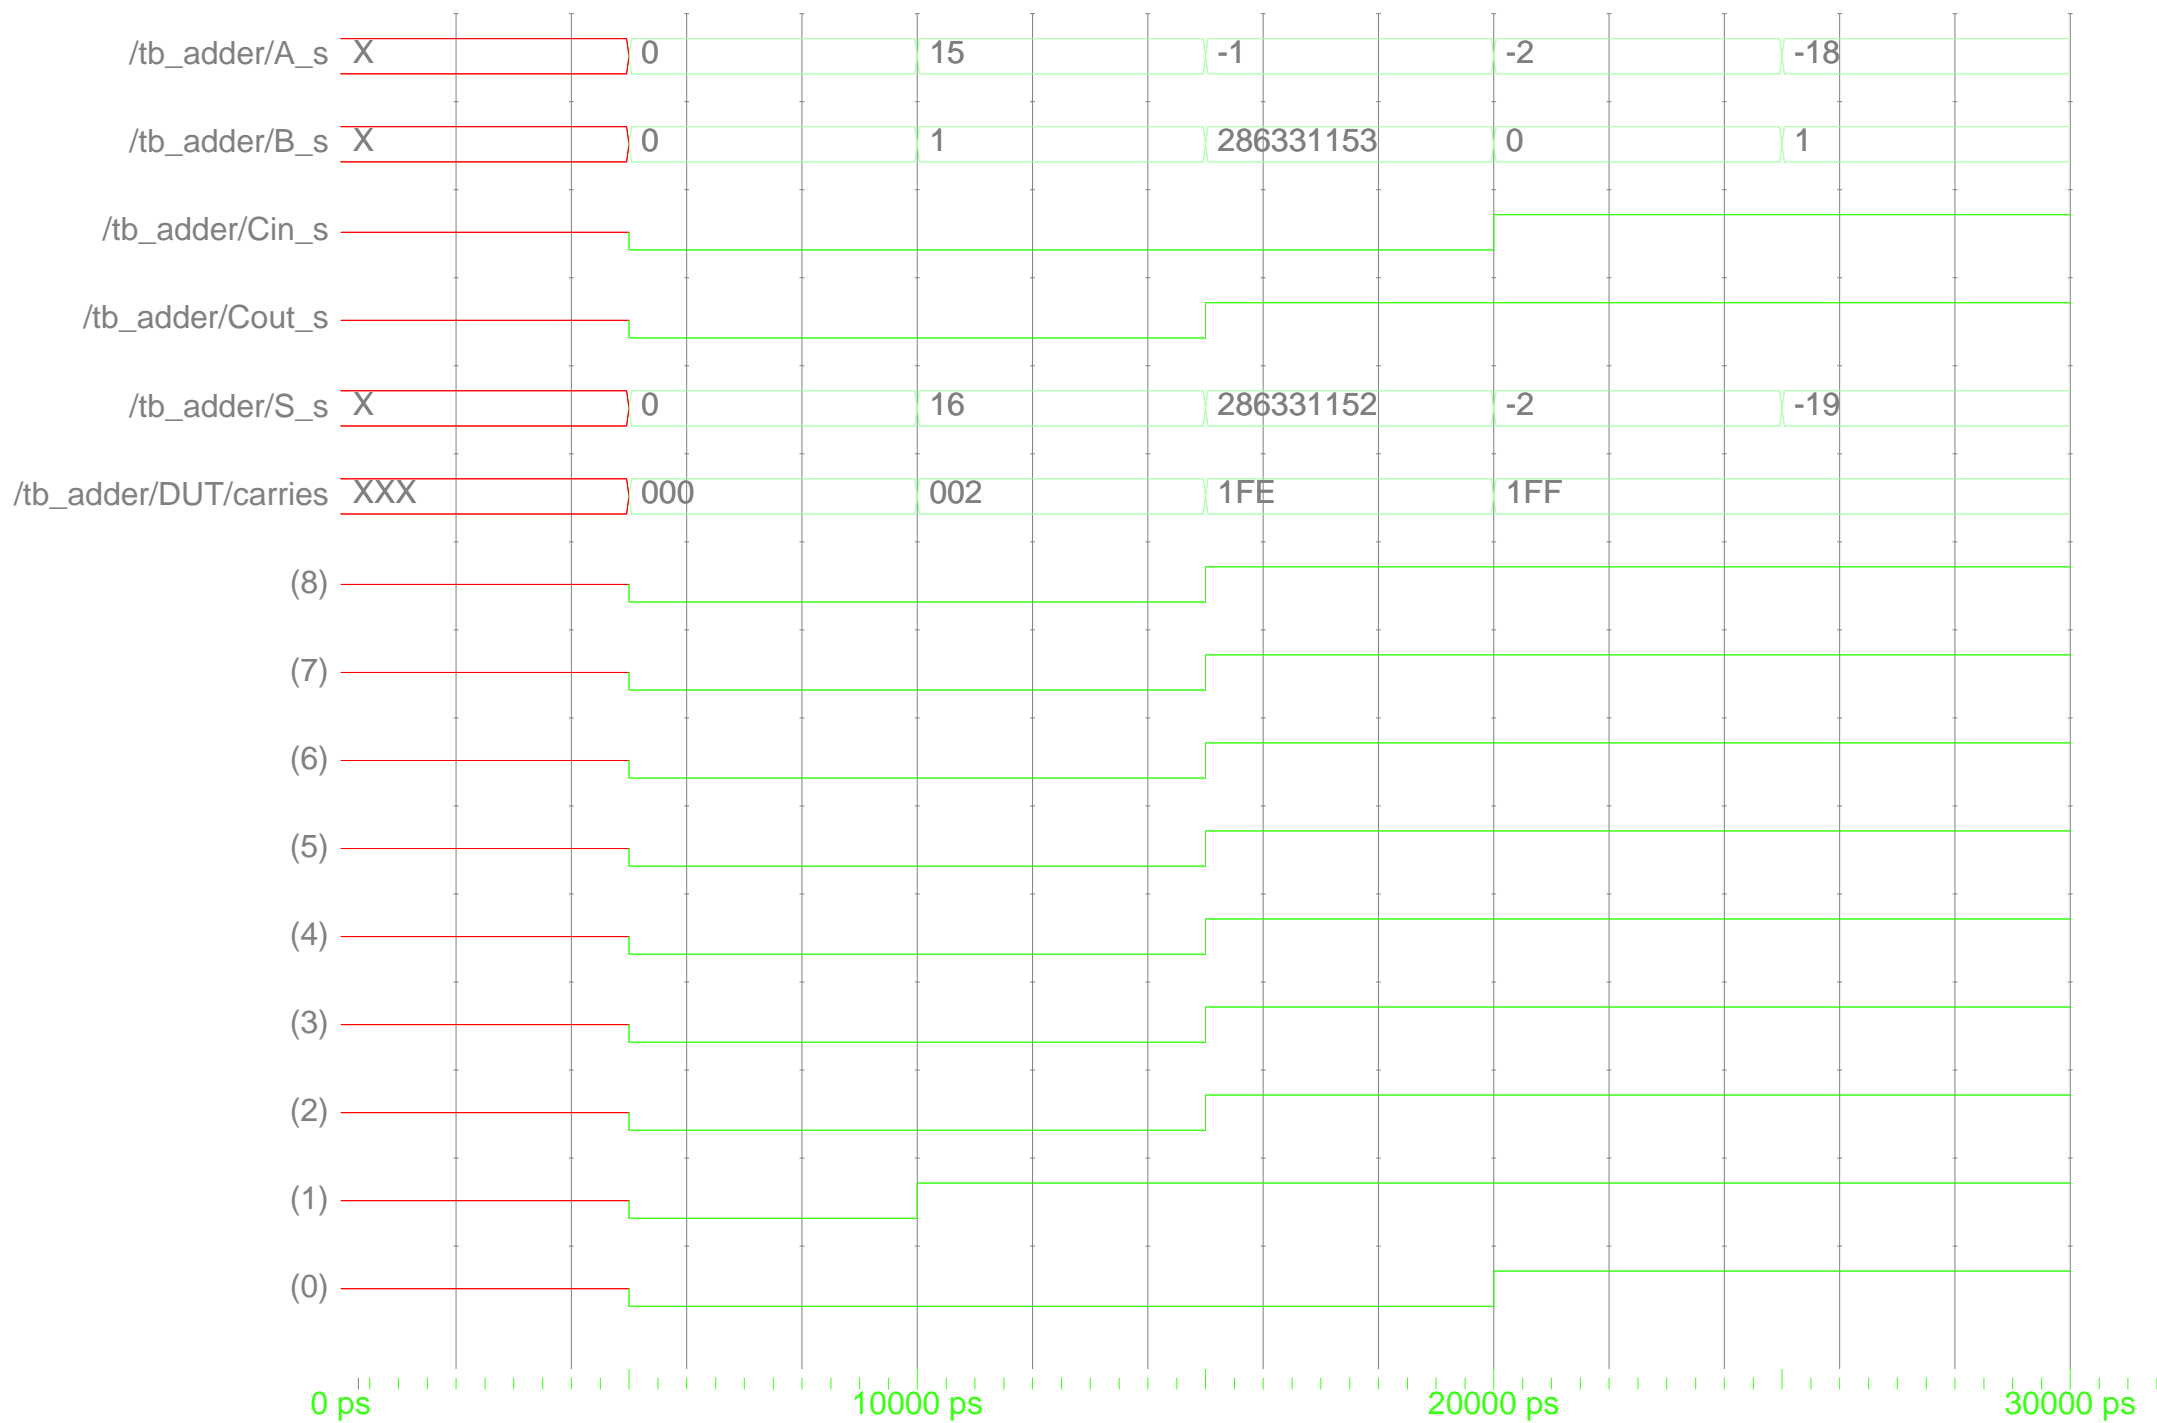 /tb_adder/A_s X 0 15 -1 -2 -18
/tb_adder/B_s X 0 1 286331153 0 1
/tb_adder/Cin_s
/tb_adder/Cout_s
/tb_adder/S_s X 0 16 286331152 -2 -19
/tb_adder/DUT/carries XXX 000 002 1FE 1FF
(8)
(7)
(6)
(5)
(4)
(3)
(2)
(1)
(0)
0 ps 10000 ps 20000 ps 30000 ps